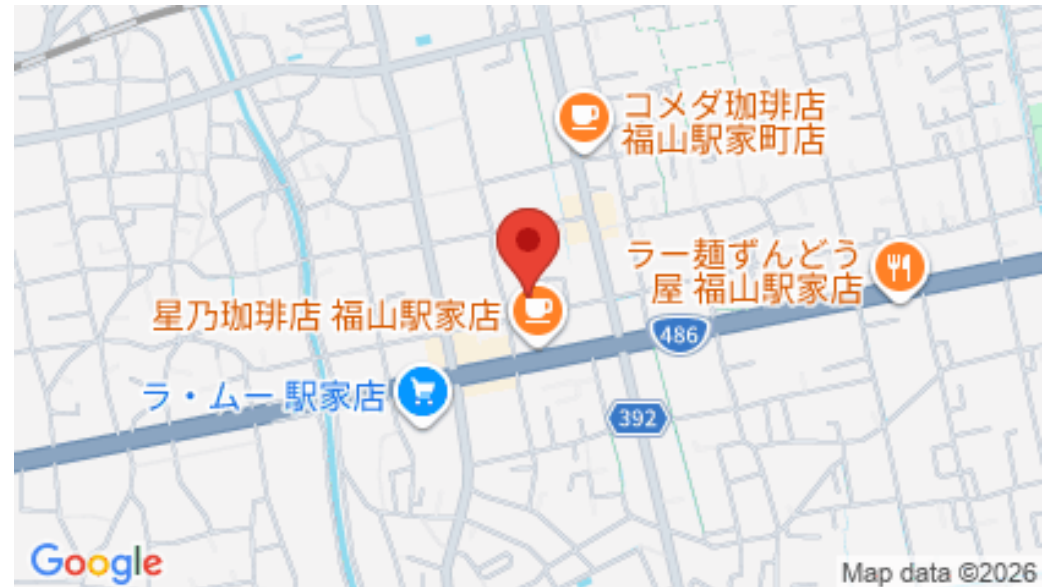 コメダ珈琲店
福山駅家町店
ラー麺ずんどう
屋 福山駅家店
星乃珈琲店 福山駅家店
486
ラ・ムー 駅家店
392
Google
Map data ©2026